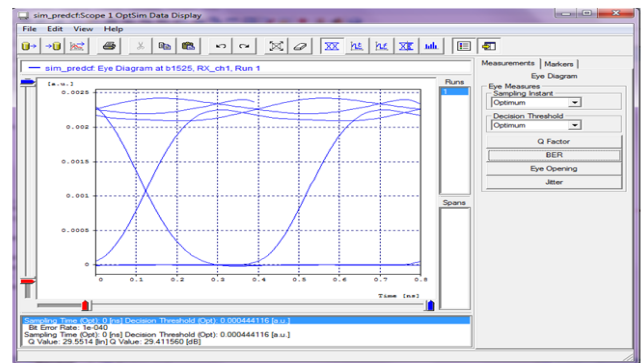 sim_predcf:Scope 1 OptSim Data Display
File Edit View Help
sim_predcf: Eye Diagram at b1525, RX_ch1, Run 1
[a.u.]
0.0025
0.002
0.0015
0.001
0.0005
0
0 0.1 0.2 0.3 0.4 0.5 0.6 0.7 0.8
Time [ns]
Runs
1
Spans
Measurements Markers
Eye Diagram
Eye Measures
Sampling Instant
Optimum
Decision Threshold
Optimum
Q Factor
BER
Eye Opening
Jitter
Sampling Time (Opt): 0 [ns] Decision Threshold (Opt): 0.000444116 [a.u.]
Bit Error Rate: 1e-040
Sampling Time (Opt): 0 [ns] Decision Threshold (Opt): 0.000444116 [a.u.]
Q Value: 29.5514 [lin] Q Value: 29.411560 [dB]